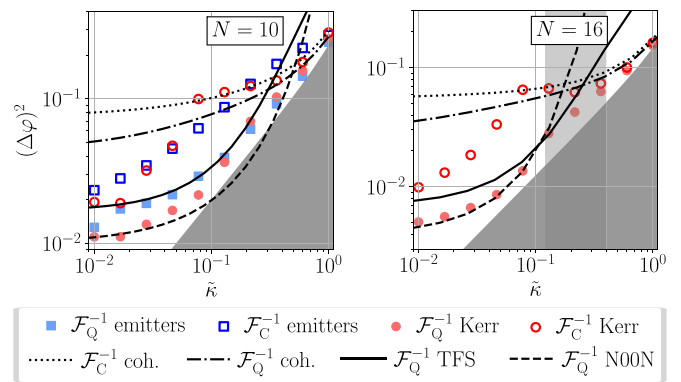 N = 10
N = 16
(Δφ)²
10⁻¹
10⁻²
10⁻¹
10⁻²
10⁻²
10⁻¹
10⁰
10⁻²
10⁻¹
10⁰
κ̃
κ̃
ℱ_Q⁻¹ emitters ℱ_C⁻¹ emitters ℱ_Q⁻¹ Kerr ℱ_C⁻¹ Kerr
ℱ_C⁻¹ coh. ℱ_Q⁻¹ coh. ℱ_Q⁻¹ TFS ℱ_Q⁻¹ N00N